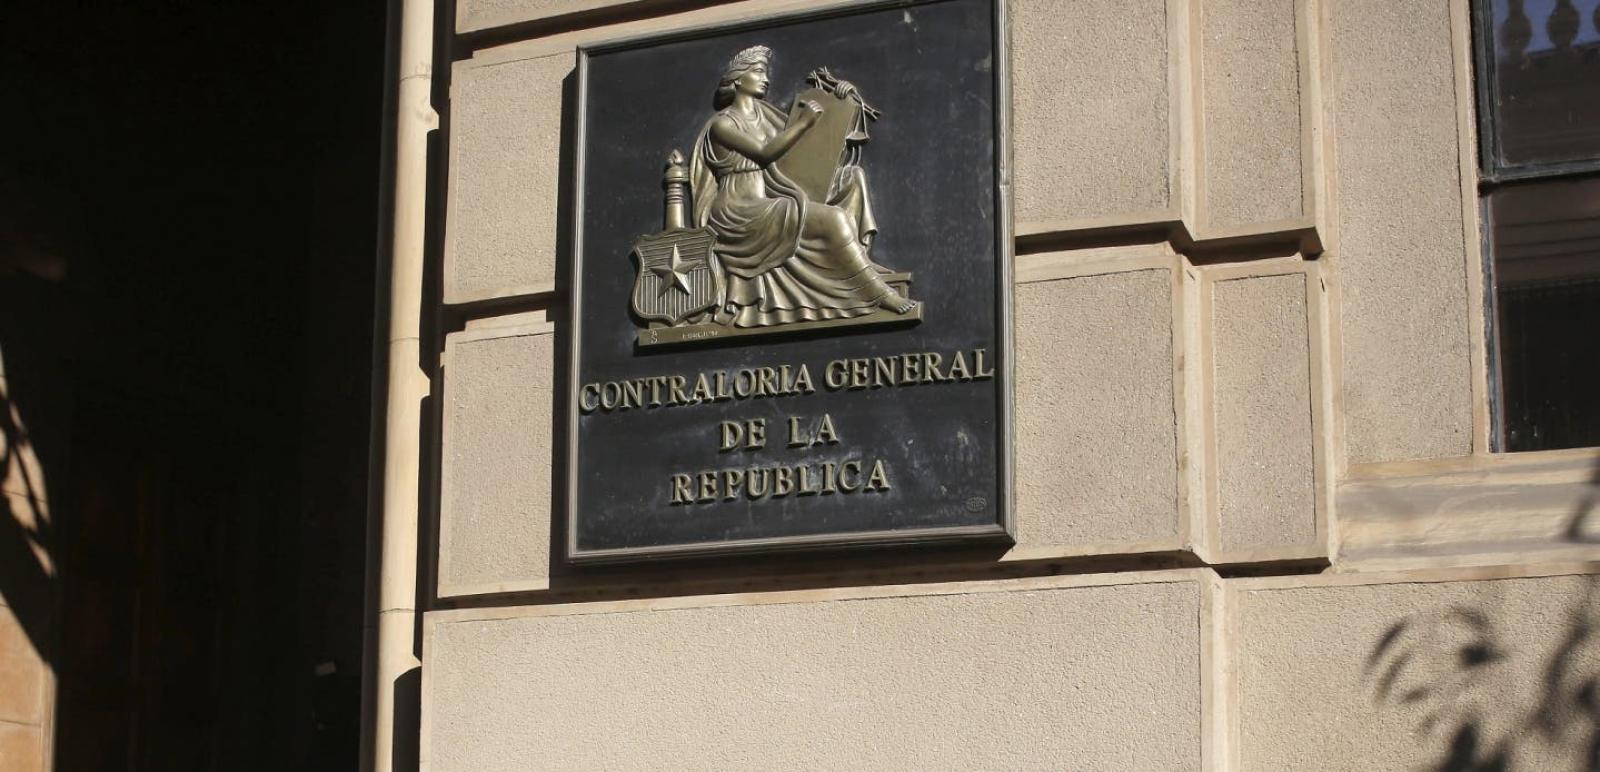 CONTRALORIA GENERAL
DE LA
REPUBLICA